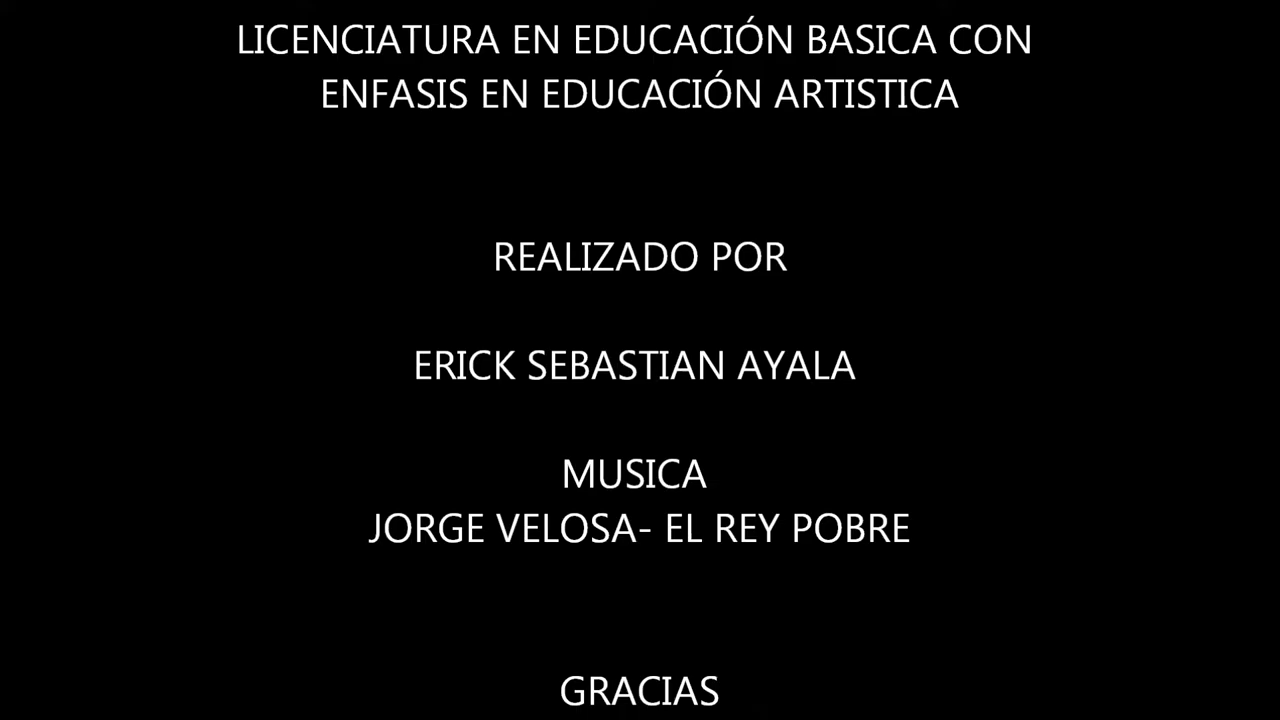 LICENCIATURA EN EDUCACIÓN BASICA CON
ENFASIS EN EDUCACIÓN ARTISTICA
REALIZADO POR
ERICK SEBASTIAN AYALA
MUSICA
JORGE VELOSA- EL REY POBRE
GRACIAS